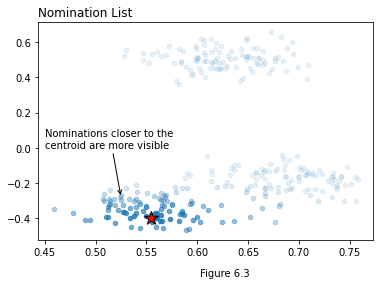 Nomination List
0.6
0.4
0.2
0.0
−0.2
−0.4
Nominations closer to the
centroid are more visible
0.45 0.50 0.55 0.60 0.65 0.70 0.75
Figure 6.3